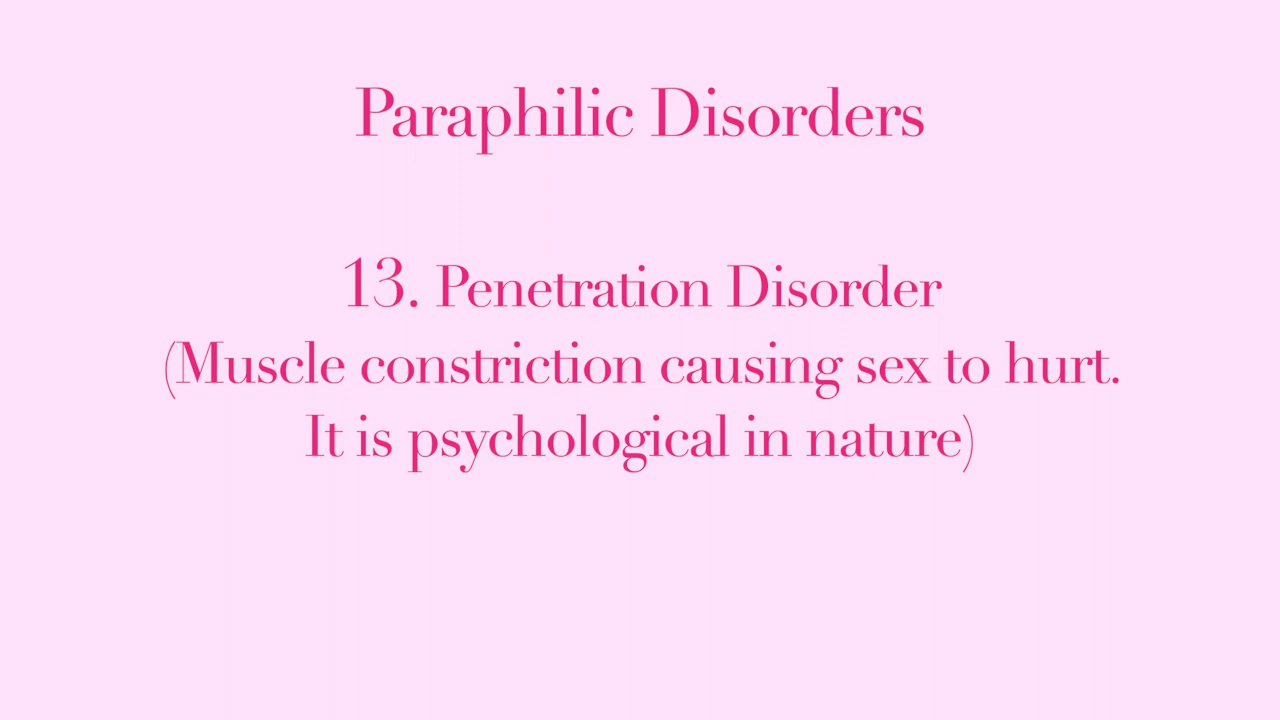 Paraphilic Disorders
13. Penetration Disorder
(Muscle constriction causing sex to hurt.
It is psychological in nature)